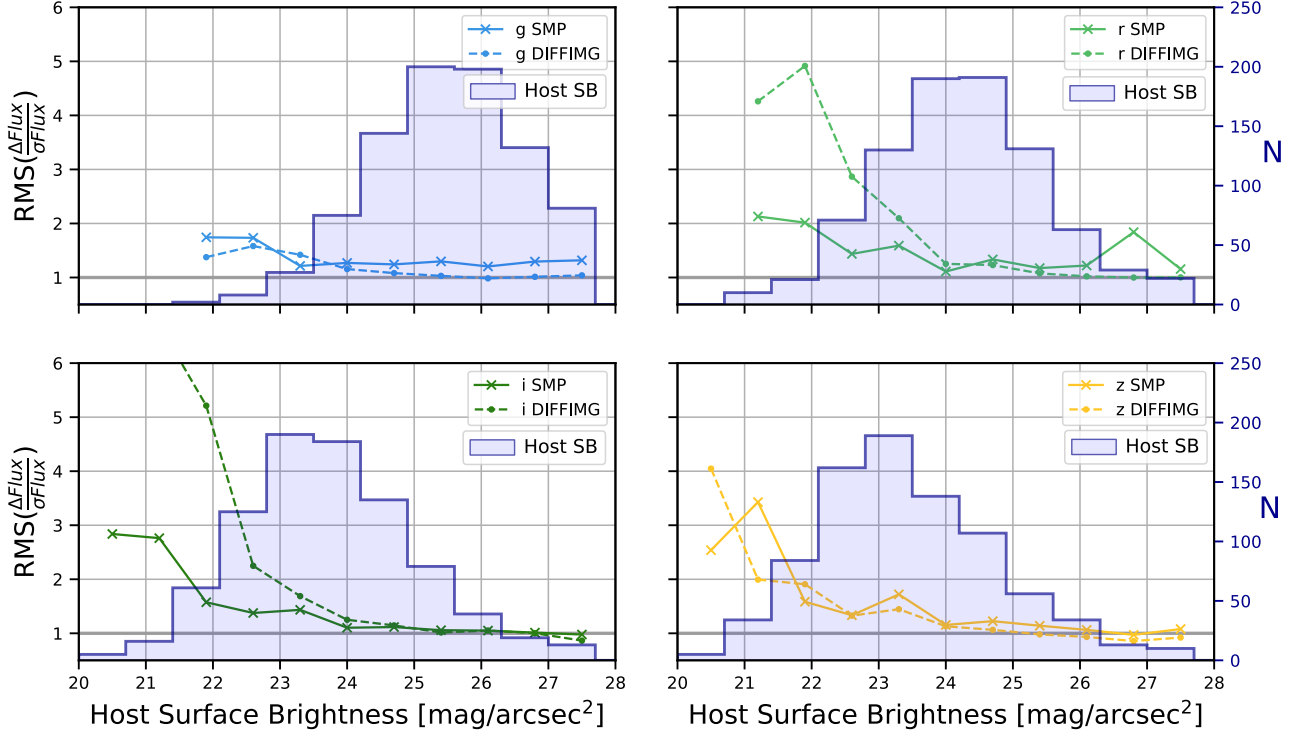 6
5
4
3
2
1
RMS(ΔFlux/σFlux)
g SMP
g DIFFIMG
Host SB
r SMP
r DIFFIMG
Host SB
250
200
150
100
50
0
N
6
5
4
3
2
1
RMS(ΔFlux/σFlux)
i SMP
i DIFFIMG
Host SB
20 21 22 23 24 25 26 27 28
Host Surface Brightness [mag/arcsec²]
z SMP
z DIFFIMG
Host SB
250
200
150
100
50
0
N
20 21 22 23 24 25 26 27 28
Host Surface Brightness [mag/arcsec²]